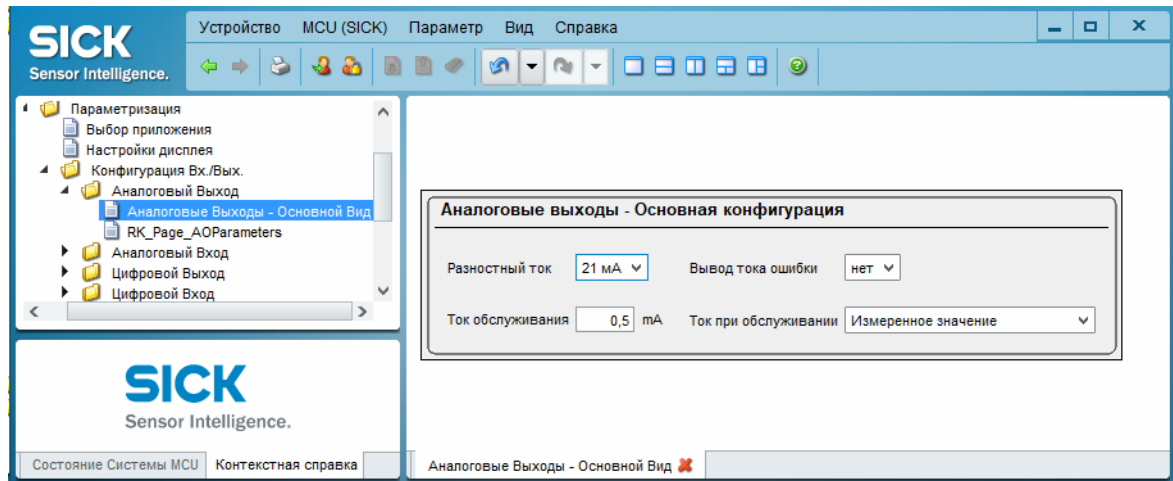 SICK
Sensor Intelligence.
Устройство MCU (SICK) Параметр Вид Справка
Параметризация
Выбор приложения
Настройки дисплея
Конфигурация Вх./Вых.
Аналоговый Выход
Аналоговые Выходы - Основной Вид
RK_Page_AOParameters
Аналоговый Вход
Цифровой Выход
Цифровой Вход
SICK
Sensor Intelligence.
Состояние Системы MCU Контекстная справка
Аналоговые выходы - Основная конфигурация
Разностный ток 21 мА Вывод тока ошибки нет
Ток обслуживания 0,5 mA Ток при обслуживании Измеренное значение
Аналоговые Выходы - Основной Вид